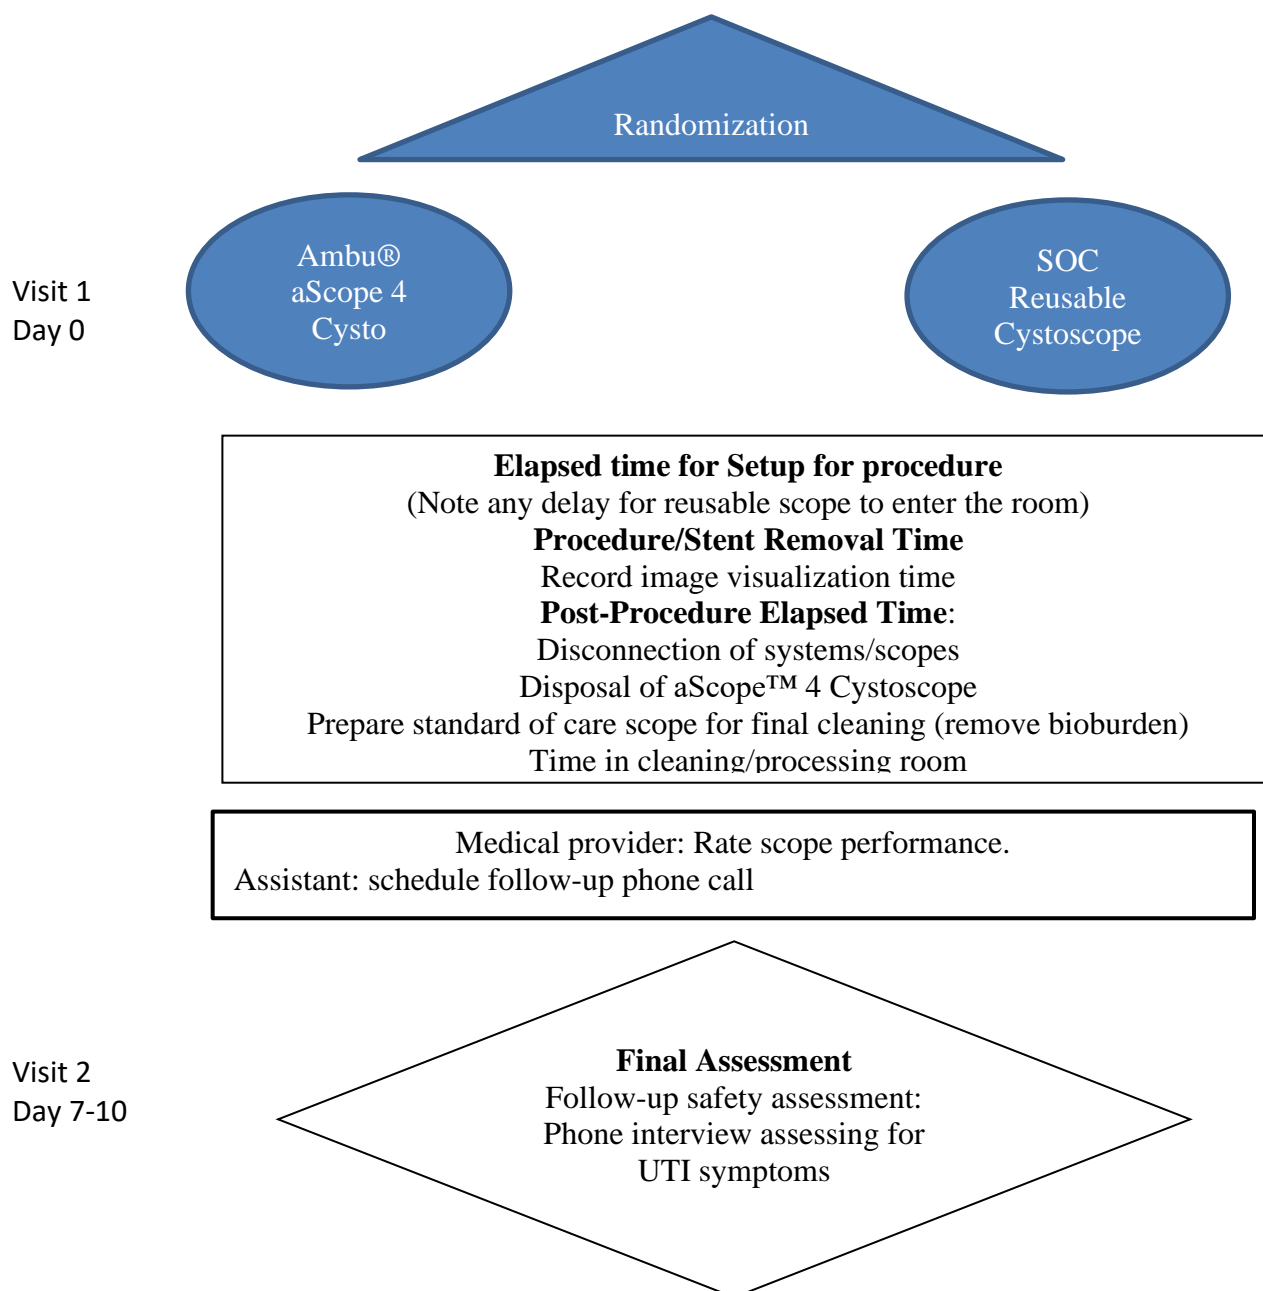 Randomization
Visit 1
Day 0
Ambu®
aScope 4
Cysto
SOC
Reusable
Cystoscope
Elapsed time for Setup for procedure
(Note any delay for reusable scope to enter the room)
Procedure/Stent Removal Time
Record image visualization time
Post-Procedure Elapsed Time:
Disconnection of systems/scopes
Disposal of aScope™ 4 Cystoscope
Prepare standard of care scope for final cleaning (remove bioburden)
Time in cleaning/processing room
Medical provider: Rate scope performance.
Assistant: schedule follow-up phone call
Visit 2
Day 7-10
Final Assessment
Follow-up safety assessment:
Phone interview assessing for
UTI symptoms